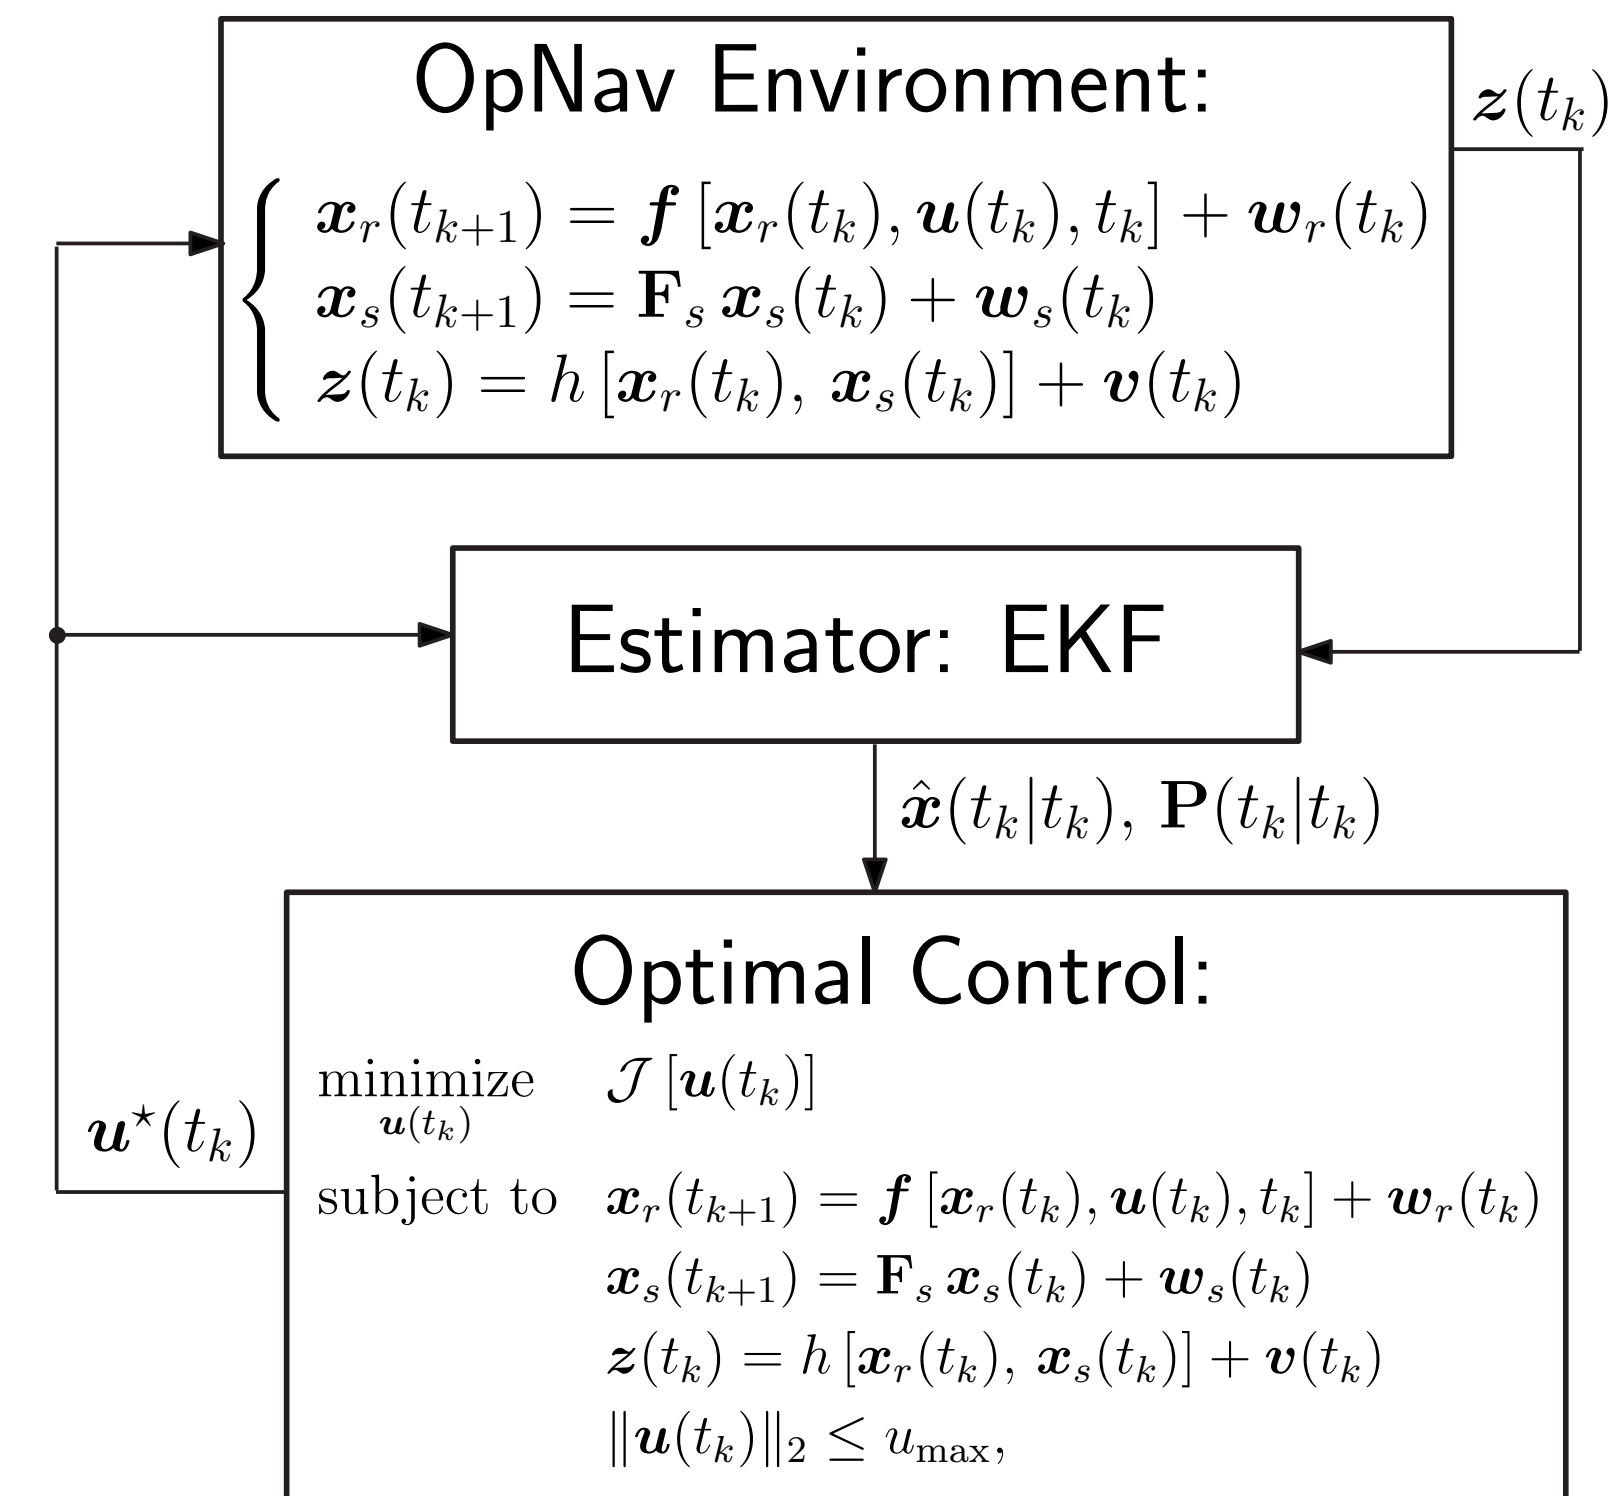 OpNav Environment:
z(t_k)
x_r(t_{k+1}) = f [x_r(t_k), u(t_k), t_k] + w_r(t_k)
x_s(t_{k+1}) = F_s x_s(t_k) + w_s(t_k)
z(t_k) = h [x_r(t_k), x_s(t_k)] + v(t_k)
Estimator: EKF
x̂(t_k|t_k), P(t_k|t_k)
Optimal Control:
minimize 𝒥 [u(t_k)]
u(t_k)
u⋆(t_k)
subject to x_r(t_{k+1}) = f [x_r(t_k), u(t_k), t_k] + w_r(t_k)
x_s(t_{k+1}) = F_s x_s(t_k) + w_s(t_k)
z(t_k) = h [x_r(t_k), x_s(t_k)] + v(t_k)
‖u(t_k)‖_2 ≤ u_max,